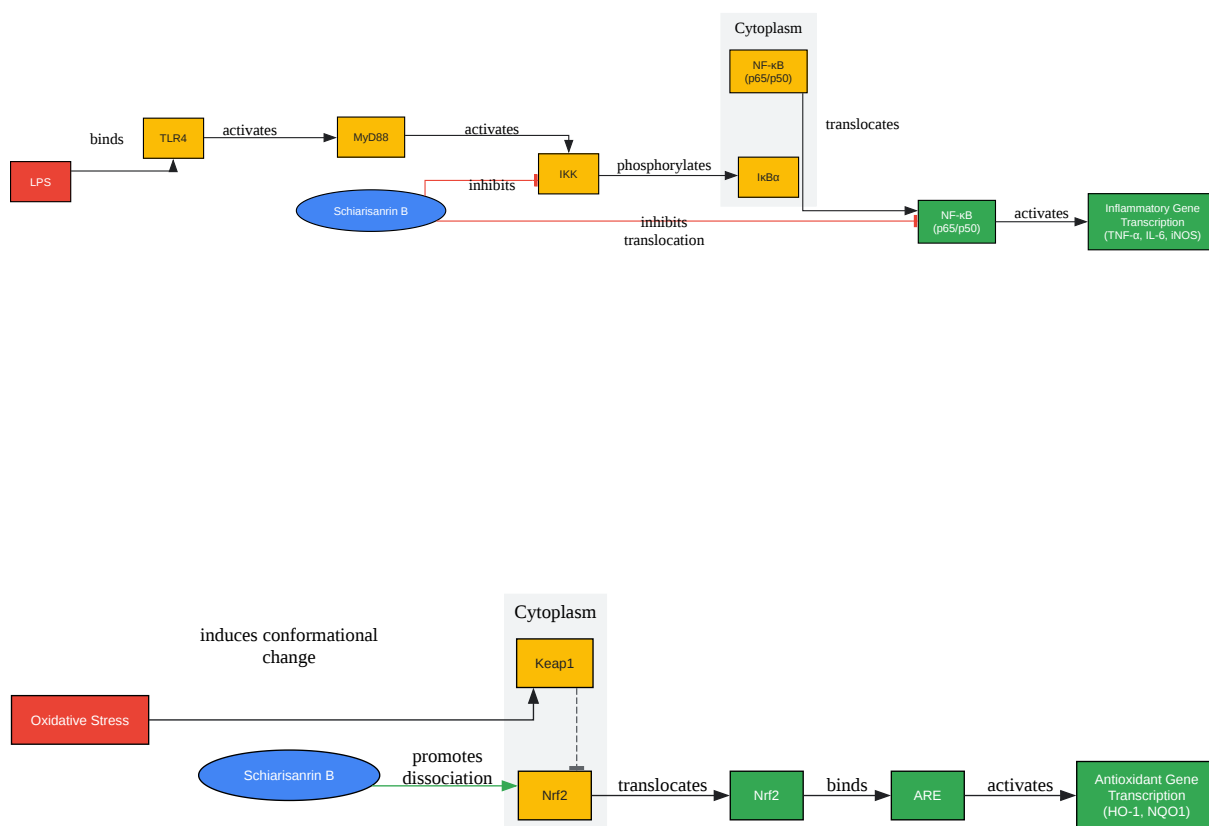 Cytoplasm
NF-κB
(p65/p50)
translocates
binds
TLR4
activates
MyD88
activates
IKK
phosphorylates
IκBα
LPS
inhibits
Schiarisanrin B
inhibits
translocation
NF-κB
(p65/p50)
activates
Inflammatory Gene
Transcription
(TNF-α, IL-6, iNOS)
Cytoplasm
induces conformational
change
Keap1
Oxidative Stress
Schiarisanrin B
promotes
dissociation
Nrf2
translocates
Nrf2
binds
ARE
activates
Antioxidant Gene
Transcription
(HO-1, NQO1)